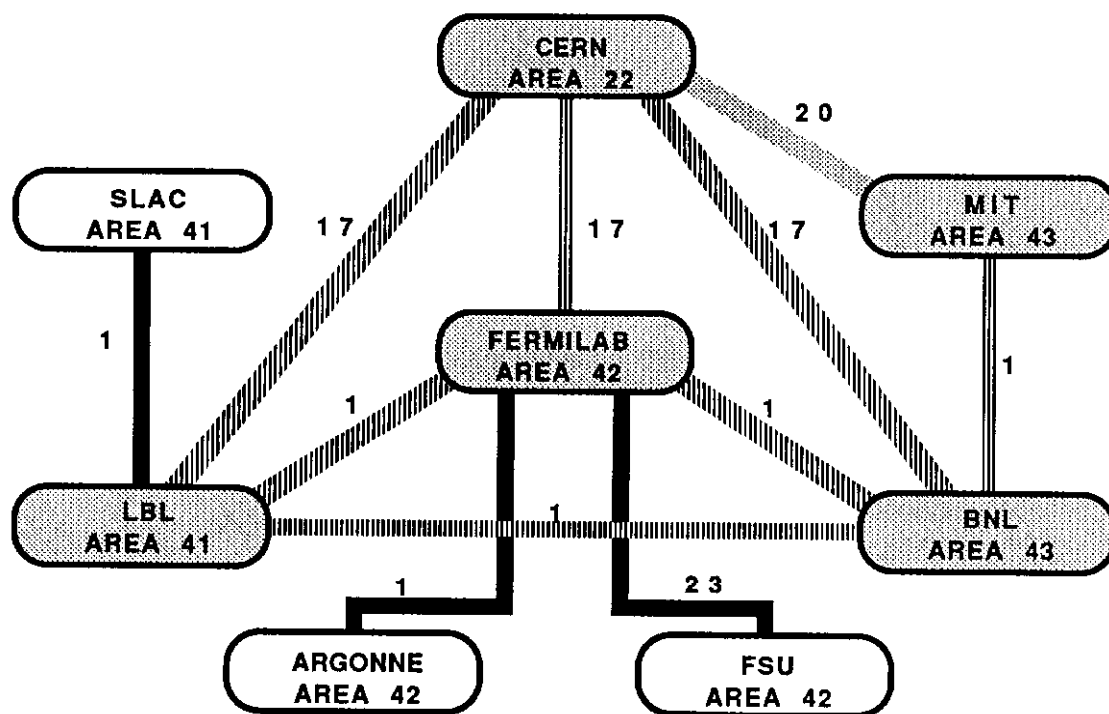 CERN
AREA 22
20
SLAC
AREA 41
MIT
AREA 43
17
17
17
1
FERMILAB
AREA 42
1
1
1
LBL
AREA 41
1
BNL
AREA 43
1
23
ARGONNE
AREA 42
FSU
AREA 42